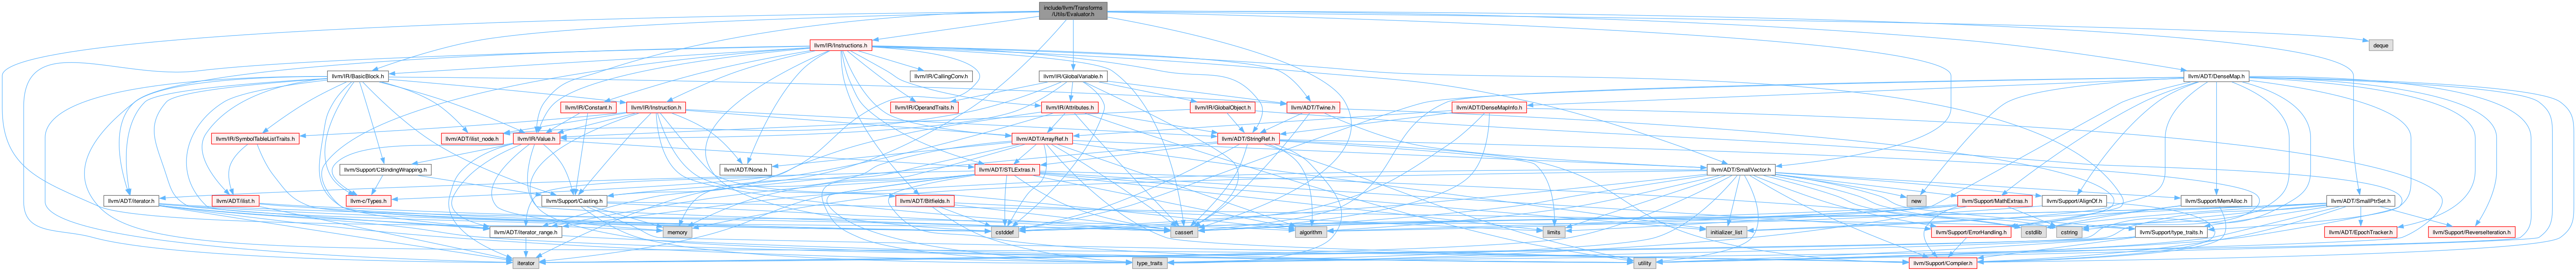 include/llvm/Transforms
/Utils/Evaluator.h
llvm/IR/Instructions.h
deque
llvm/IR/BasicBlock.h
llvm/IR/CallingConv.h
llvm/IR/GlobalVariable.h
llvm/ADT/DenseMap.h
llvm/IR/Constant.h
llvm/IR/Instruction.h
llvm/IR/OperandTraits.h
llvm/IR/Attributes.h
llvm/IR/GlobalObject.h
llvm/ADT/Twine.h
llvm/ADT/DenseMapInfo.h
llvm/IR/SymbolTableListTraits.h
llvm/ADT/ilist_node.h
llvm/IR/Value.h
llvm/ADT/ArrayRef.h
llvm/ADT/StringRef.h
llvm/Support/CBindingWrapping.h
llvm/ADT/None.h
llvm/ADT/STLExtras.h
llvm/ADT/SmallVector.h
llvm/ADT/iterator.h
llvm/ADT/ilist.h
llvm-c/Types.h
llvm/Support/Casting.h
llvm/ADT/Bitfields.h
new
llvm/Support/MathExtras.h
llvm/Support/AlignOf.h
llvm/Support/MemAlloc.h
llvm/ADT/SmallPtrSet.h
llvm/ADT/iterator_range.h
memory
cstddef
cassert
algorithm
limits
initializer_list
llvm/Support/ErrorHandling.h
cstdlib
cstring
llvm/Support/type_traits.h
llvm/ADT/EpochTracker.h
llvm/Support/ReverseIteration.h
iterator
type_traits
utility
llvm/Support/Compiler.h